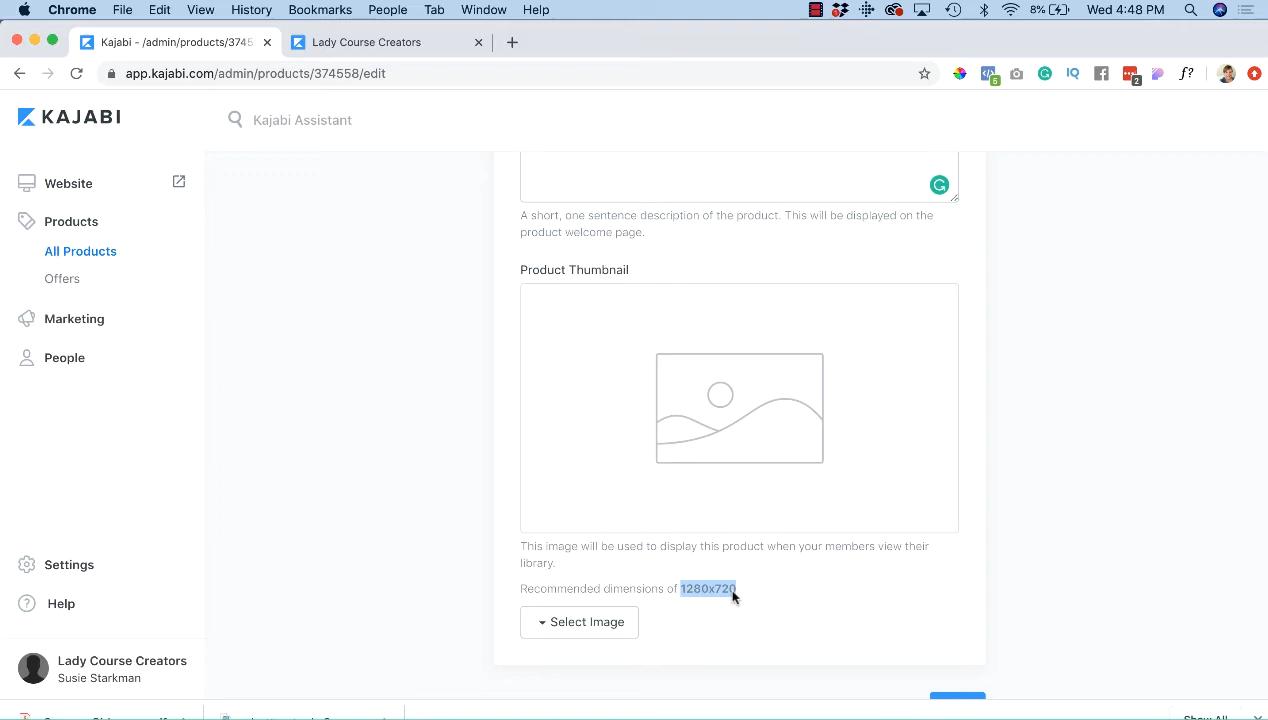 Chrome File Edit View History Bookmarks People Tab Window Help 1 8% Wed 4:48 PM
Kajabi - /admin/products/3745 Lady Course Creators
app.kajabi.com/admin/products/374558/edit 5 IQ 2 f?
KAJABI
Kajabi Assistant
Website
Products
All Products
Offers
Marketing
People
Settings
Help
Lady Course Creators
Susie Starkman
A short, one sentence description of the product. This will be displayed on the
product welcome page.
Product Thumbnail
This image will be used to display this product when your members view their
library.
Recommended dimensions of 1280x720
Select Image
Show All